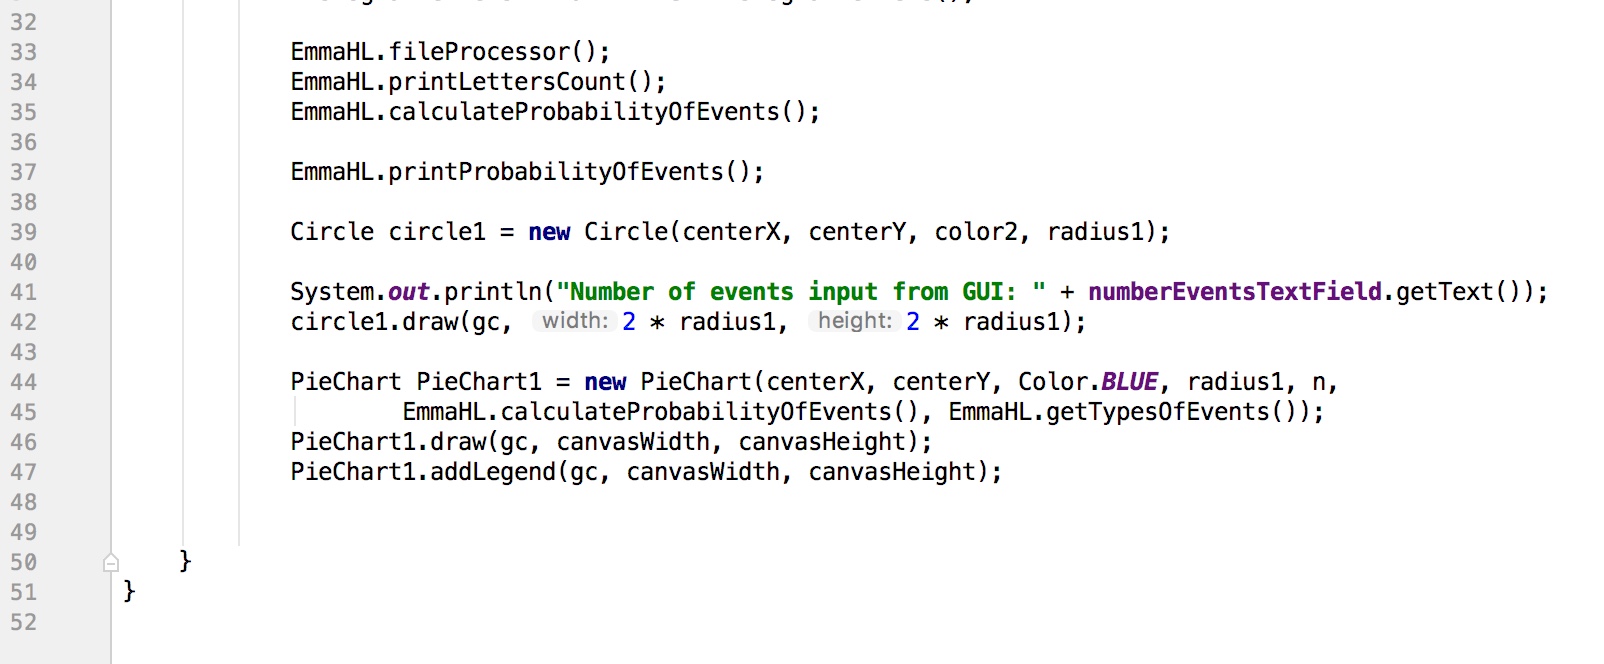 32
33 EmmaHL.fileProcessor();
34 EmmaHL.printLettersCount();
35 EmmaHL.calculateProbabilityOfEvents();
36
37 EmmaHL.printProbabilityOfEvents();
38
39 Circle circle1 = new Circle(centerX, centerY, color2, radius1);
40
41 System.out.println("Number of events input from GUI: " + numberEventsTextField.getText());
42 circle1.draw(gc, width: 2 * radius1, height: 2 * radius1);
43
44 PieChart PieChart1 = new PieChart(centerX, centerY, Color.BLUE, radius1, n,
45 EmmaHL.calculateProbabilityOfEvents(), EmmaHL.getTypesOfEvents());
46 PieChart1.draw(gc, canvasWidth, canvasHeight);
47 PieChart1.addLegend(gc, canvasWidth, canvasHeight);
48
49
50 }
51 }
52